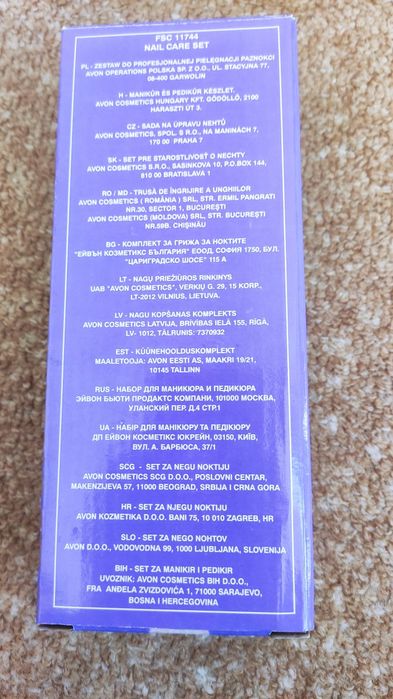 FSC 11744
NAIL CARE SET
PL - ZESTAW DO PROFESJONALNEJ PIELĘGNACJI PAZNOKCI
AVON OPERATIONS POLSKA SP. Z O.O., UL. STACYJNA 77,
08-400 GARWOLIN
H - MANIKŰR ÉS PEDIKŰR KÉSZLET.
AVON COSMETICS HUNGARY KFT. GÖDÖLLŐ, 2100
HARASZTI ÚT 3.
CZ - SADA NA ÚPRAVU NEHTŮ
AVON COSMETICS, SPOL. S R.O., NA MANINÁCH 7,
170 00 PRAHA 7
SK - SET PRE STAROSTLIVOSŤ O NECHTY
AVON COSMETICS S.R.O., SASINKOVA 10, P.O.BOX 144,
810 00 BRATISLAVA 1
RO / MD - TRUSĂ DE ÎNGRIJIRE A UNGHIILOR
AVON COSMETICS ( ROMÂNIA ) SRL, STR. ERMIL PANGRATI
NR.30, SECTOR 1, BUCUREŞTI
AVON COSMETICS (MOLDOVA) SRL, STR. BUCUREŞTI
NR.59B. CHIŞINĂU
BG - КОМПЛЕКТ ЗА ГРИЖА ЗА НОКТИТЕ
"ЕЙВЪН КОЗМЕТИКС БЪЛГАРИЯ" ЕООД, СОФИЯ 1750, БУЛ.
"ЦАРИГРАДСКО ШОСЕ" 115 А
LT - NAGŲ PRIEŽIŪROS RINKINYS
UAB "AVON COSMETICS", VERKIŲ G. 29, 15 KORP.,
LT-2012 VILNIUS, LIETUVA.
LV - NAGU KOPŠANAS KOMPLEKTS
AVON COSMETICS LATVIJA, BRĪVĪBAS IELĀ 155, RĪGĀ,
LV- 1012, TĀLRUNIS: 7370932
EST - KÜÜNEHOOLDUSKOMPLEKT
MAALETOOJA: AVON EESTI AS, MAAKRI 19/21,
10145 TALLINN
RUS - НАБОР ДЛЯ МАНИКЮРА И ПЕДИКЮРА
ЭЙВОН БЬЮТИ ПРОДАКТС КОМПАНИ, 101000 МОСКВА,
УЛАНСКИЙ ПЕР. Д.4 СТР.1
UA - НАБІР ДЛЯ МАНІКЮРУ ТА ПЕДІКЮРУ
ДП ЕЙВОН КОСМЕТІКС ЮКРЕЙН, 03150, КИЇВ,
ВУЛ. А. БАРБЮСА, 37/1
SCG - SET ZA NEGU NOKTIJU
AVON COSMETICS SCG D.O.O., POSLOVNI CENTAR,
MAKENZIJEVA 57, 11000 BEOGRAD, SRBIJA I CRNA GORA
HR - SET ZA NJEGU NOKTIJU
AVON KOZMETIKA D.O.O. BANI 75, 10 010 ZAGREB, HR
SLO - SET ZA NEGO NOHTOV
AVON D.O.O., VODOVODNA 99, 1000 LJUBLJANA, SLOVENIJA
BIH - SET ZA MANIKIR I PEDIKIR
UVOZNIK: AVON COSMETICS BIH D.O.O.,
FRA ANĐELA ZVIZDOVIĆA 1, 71000 SARAJEVO,
BOSNA I HERCEGOVINA